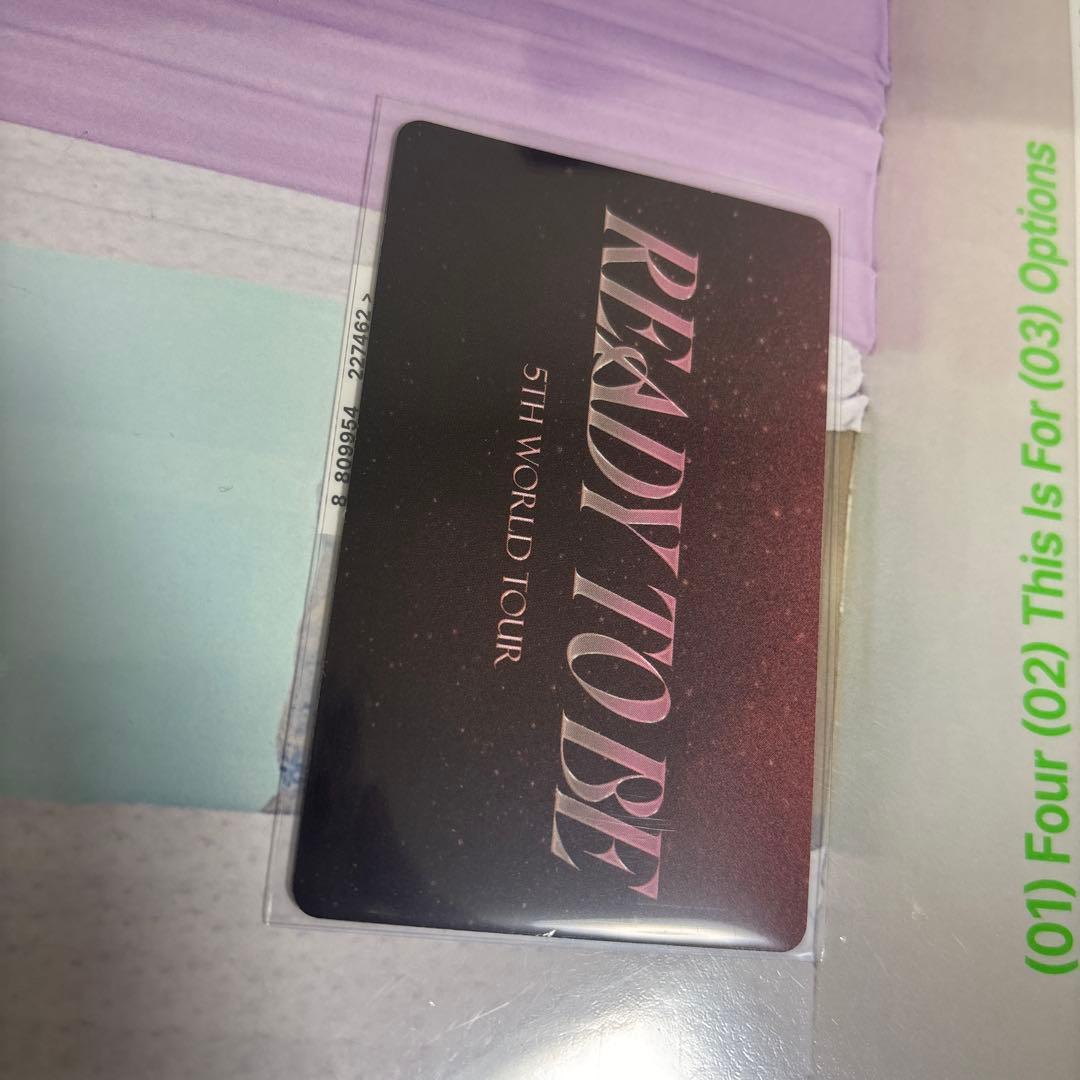 READY TO BE
5TH WORLD TOUR
8 809954 227462 >
(01) Four (02) This Is For (03) Options